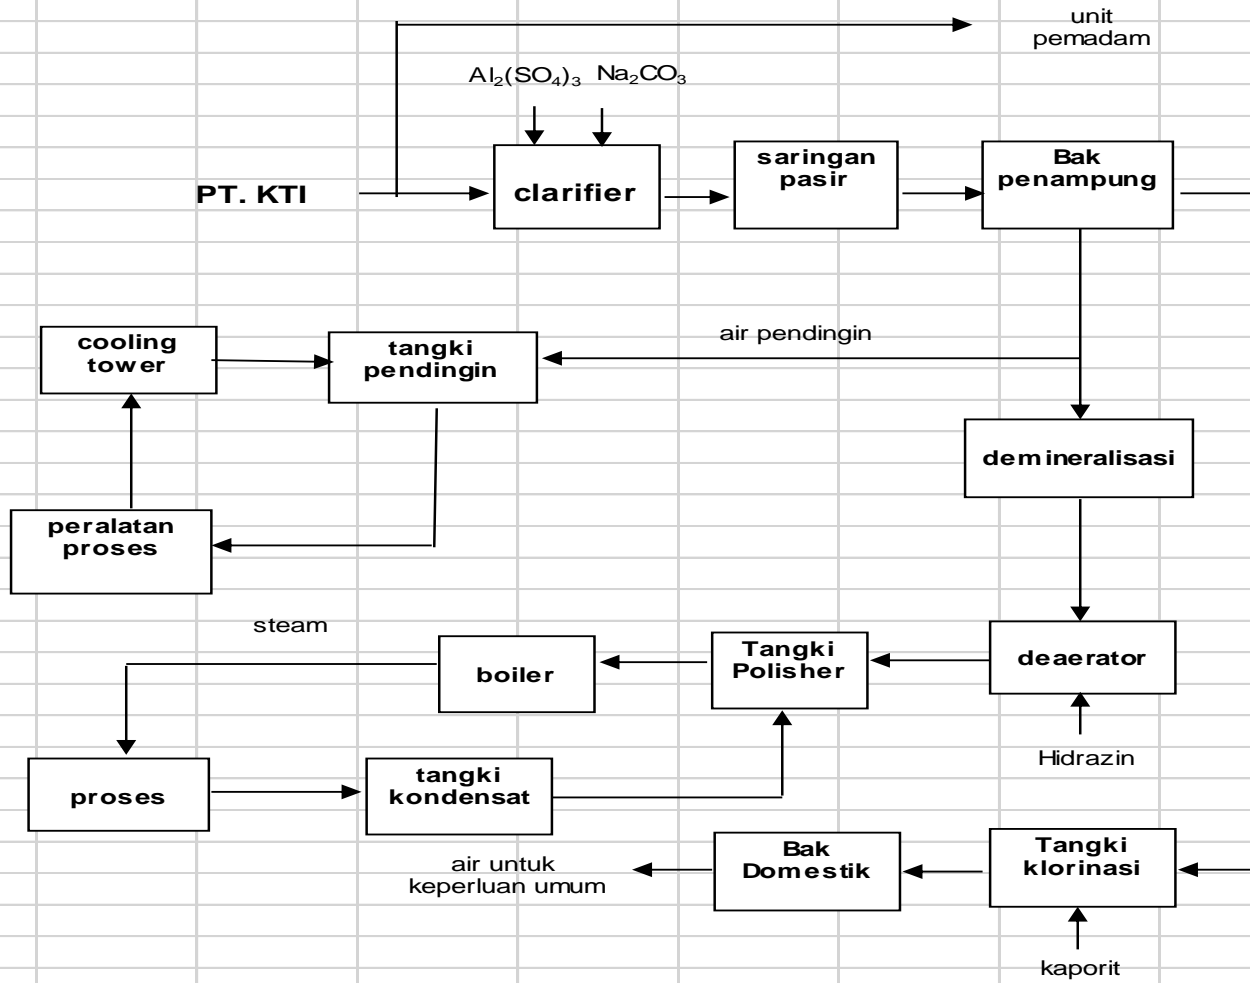 unit
pemadam
Al₂(SO₄)₃ Na₂CO₃
PT. KTI
clarifier
saringan
pasir
Bak
penampung
cooling
tower
tangki
pendingin
air pendingin
demineralisasi
peralatan
proses
steam
boiler
Tangki
Polisher
deaerator
Hidrazin
proses
tangki
kondensat
air untuk
keperluan umum
Bak
Domestik
Tangki
klorinasi
kaporit